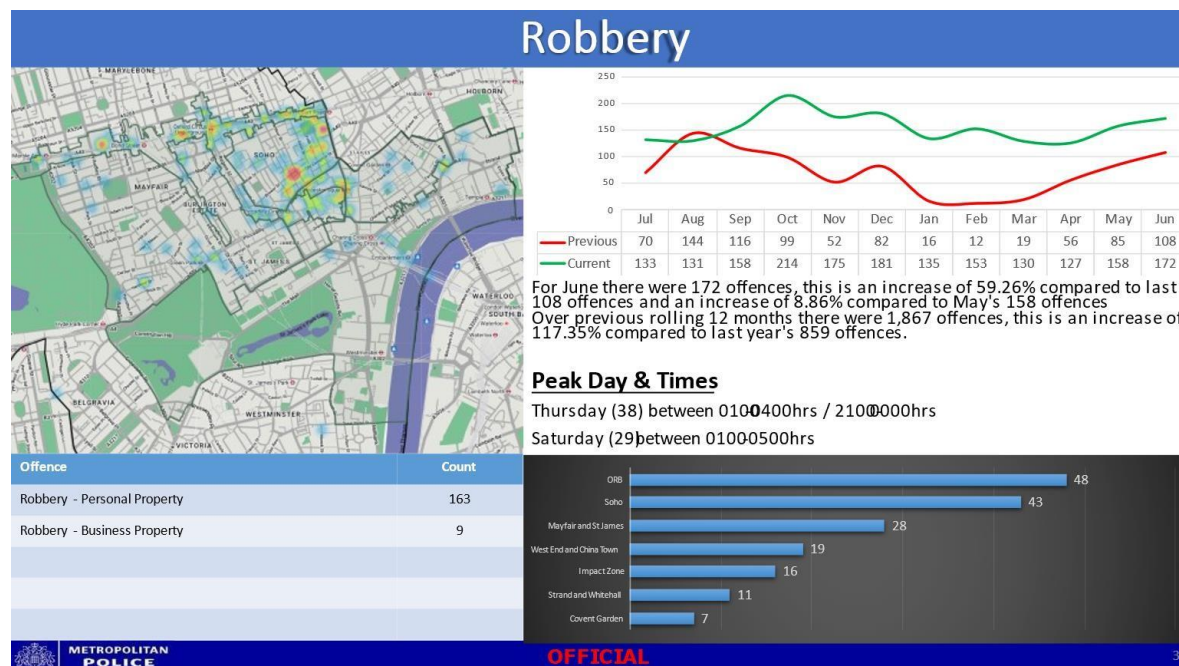 Robbery
MARYLEBONE
HOLBORN
SOHO
MAYFAIR
BURLINGTON
ESTATE
ST JAMES'S
WATERLOO
BELGRAVIA
WESTMINSTER
VICTORIA
250
200
150
100
50
0
Jul Aug Sep Oct Nov Dec Jan Feb Mar Apr May Jun
Previous 70 144 116 99 52 82 16 12 19 56 85 108
Current 133 131 158 214 175 181 135 153 130 127 158 172
For June there were 172 offences, this is an increase of 59.26% compared to last
108 offences and an increase of 8.86% compared to May's 158 offences
Over previous rolling 12 months there were 1,867 offences, this is an increase of
117.35% compared to last year's 859 offences.
Peak Day & Times
Thursday (38) between 0100-0400hrs / 2100-0000hrs
Saturday (29) between 0100-0500hrs
Offence Count
Robbery - Personal Property 163
Robbery - Business Property 9
ORB 48
Soho 43
Mayfair and St James 28
West End and China Town 19
Impact Zone 16
Strand and Whitehall 11
Covent Garden 7
METROPOLITAN
POLICE
OFFICIAL
3